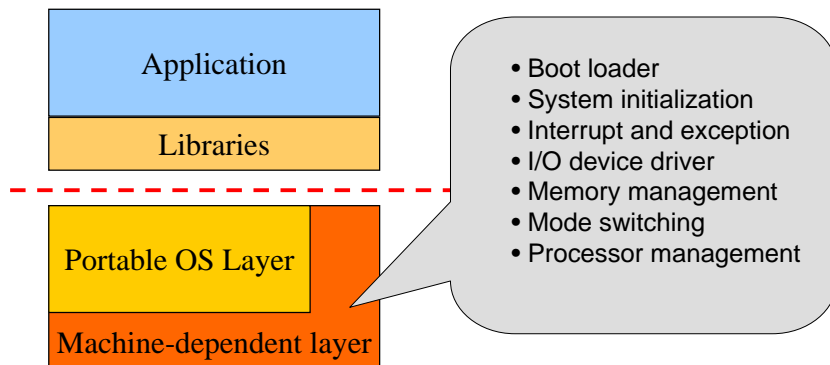 Application
Libraries
Portable OS Layer
Machine-dependent layer
• Boot loader
• System initialization
• Interrupt and exception
• I/O device driver
• Memory management
• Mode switching
• Processor management